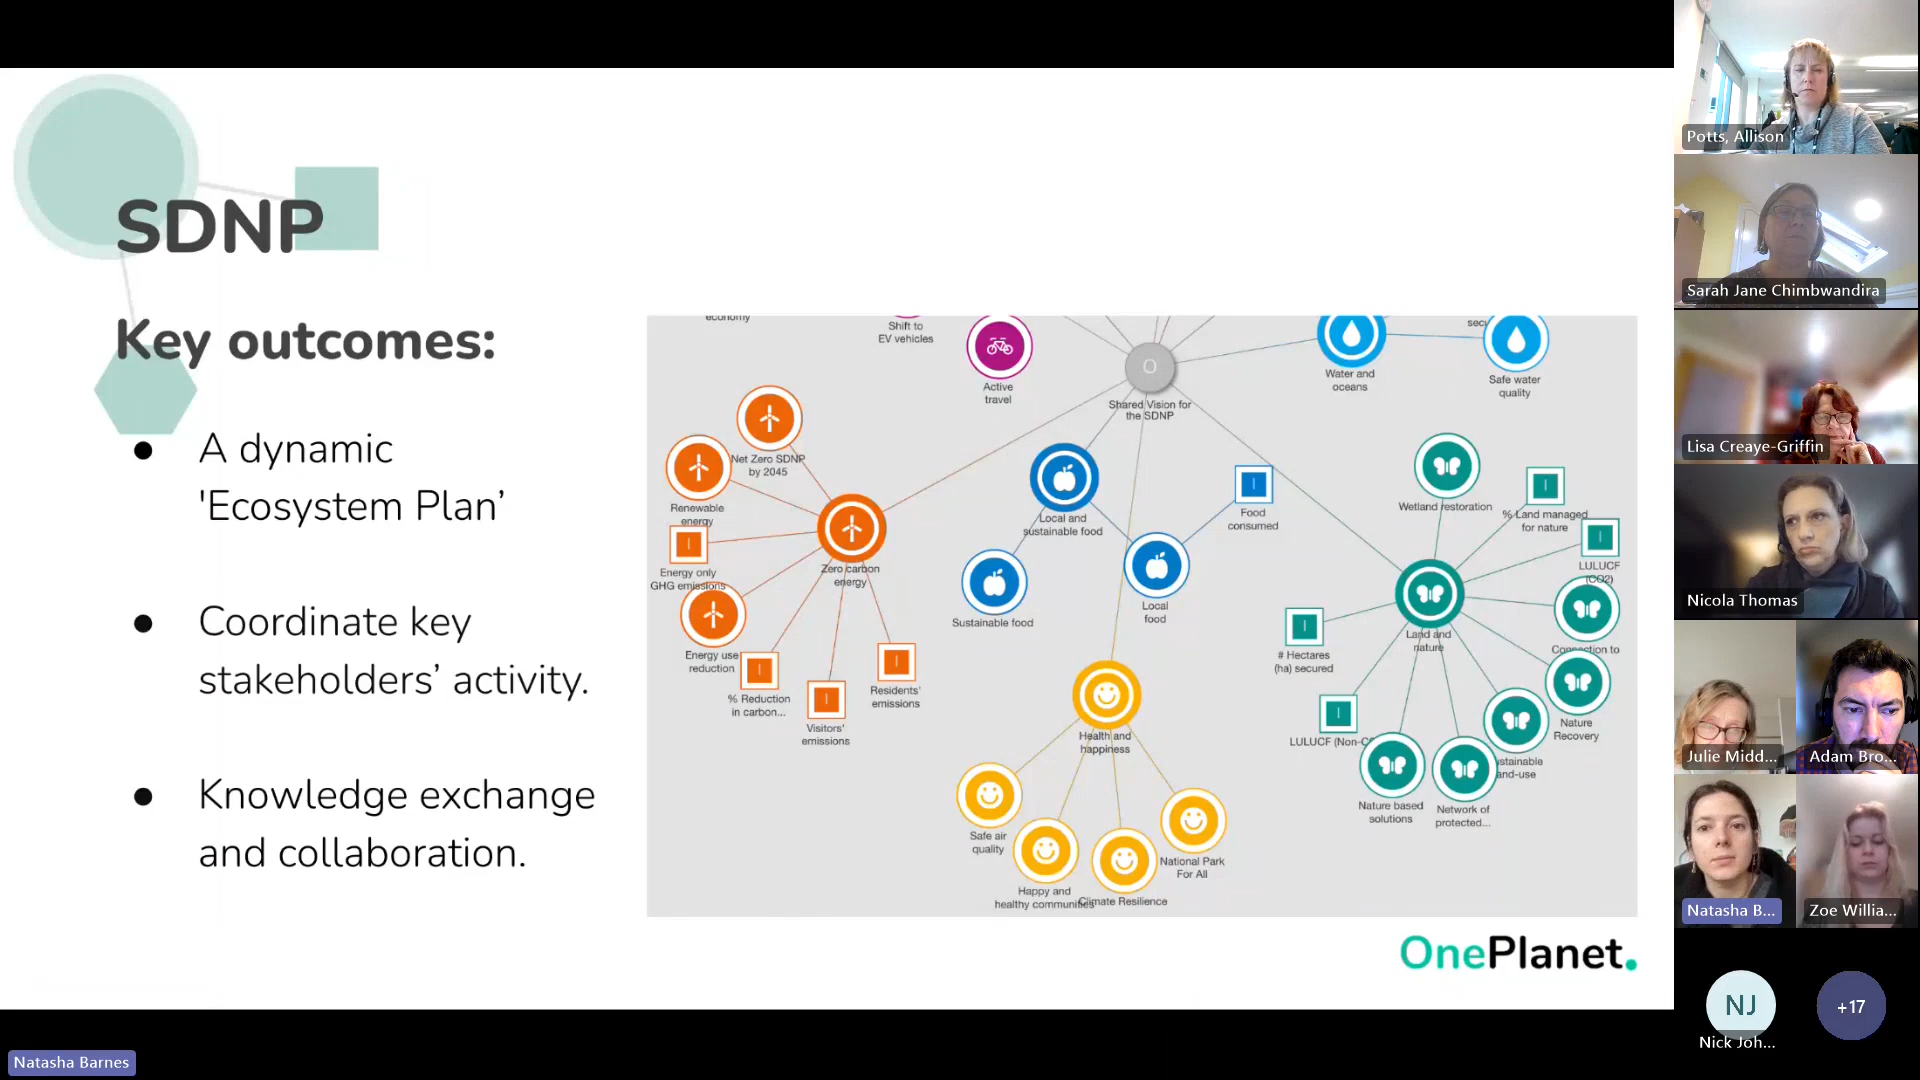 SDNP
Key outcomes:
A dynamic
'Ecosystem Plan’
Coordinate key
stakeholders’ activity.
Knowledge exchange
and collaboration.
economy
Shift to
EV vehicles
Active
travel
O
Shared Vision for
the SDNP
Water and
oceans
Safe water
quality
Net Zero SDNP
by 2045
Renewable
energy
Energy only
GHG emissions
Zero carbon
energy
Energy use
reduction
% Reduction
in carbon...
Visitors'
emissions
Residents'
emissions
Local and
sustainable food
Food
consumed
Sustainable food
Local
food
Health and
happiness
Safe air
quality
Happy and
healthy communities
Climate Resilience
National Park
For All
Wetland restoration
% Land managed
for nature
LULUCF
(CO2)
Land and
nature
# Hectares
(ha) secured
Connection to
Nature
Recovery
LULUCF (Non-C
Nature based
solutions
Network of
protected...
OnePlanet.
Potts, Allison
Sarah Jane Chimbwandira
Lisa Creaye-Griffin
Nicola Thomas
Julie Midd...
Adam Bro...
Natasha B...
Zoe Willia...
NJ
+17
Nick Joh...
Natasha Barnes